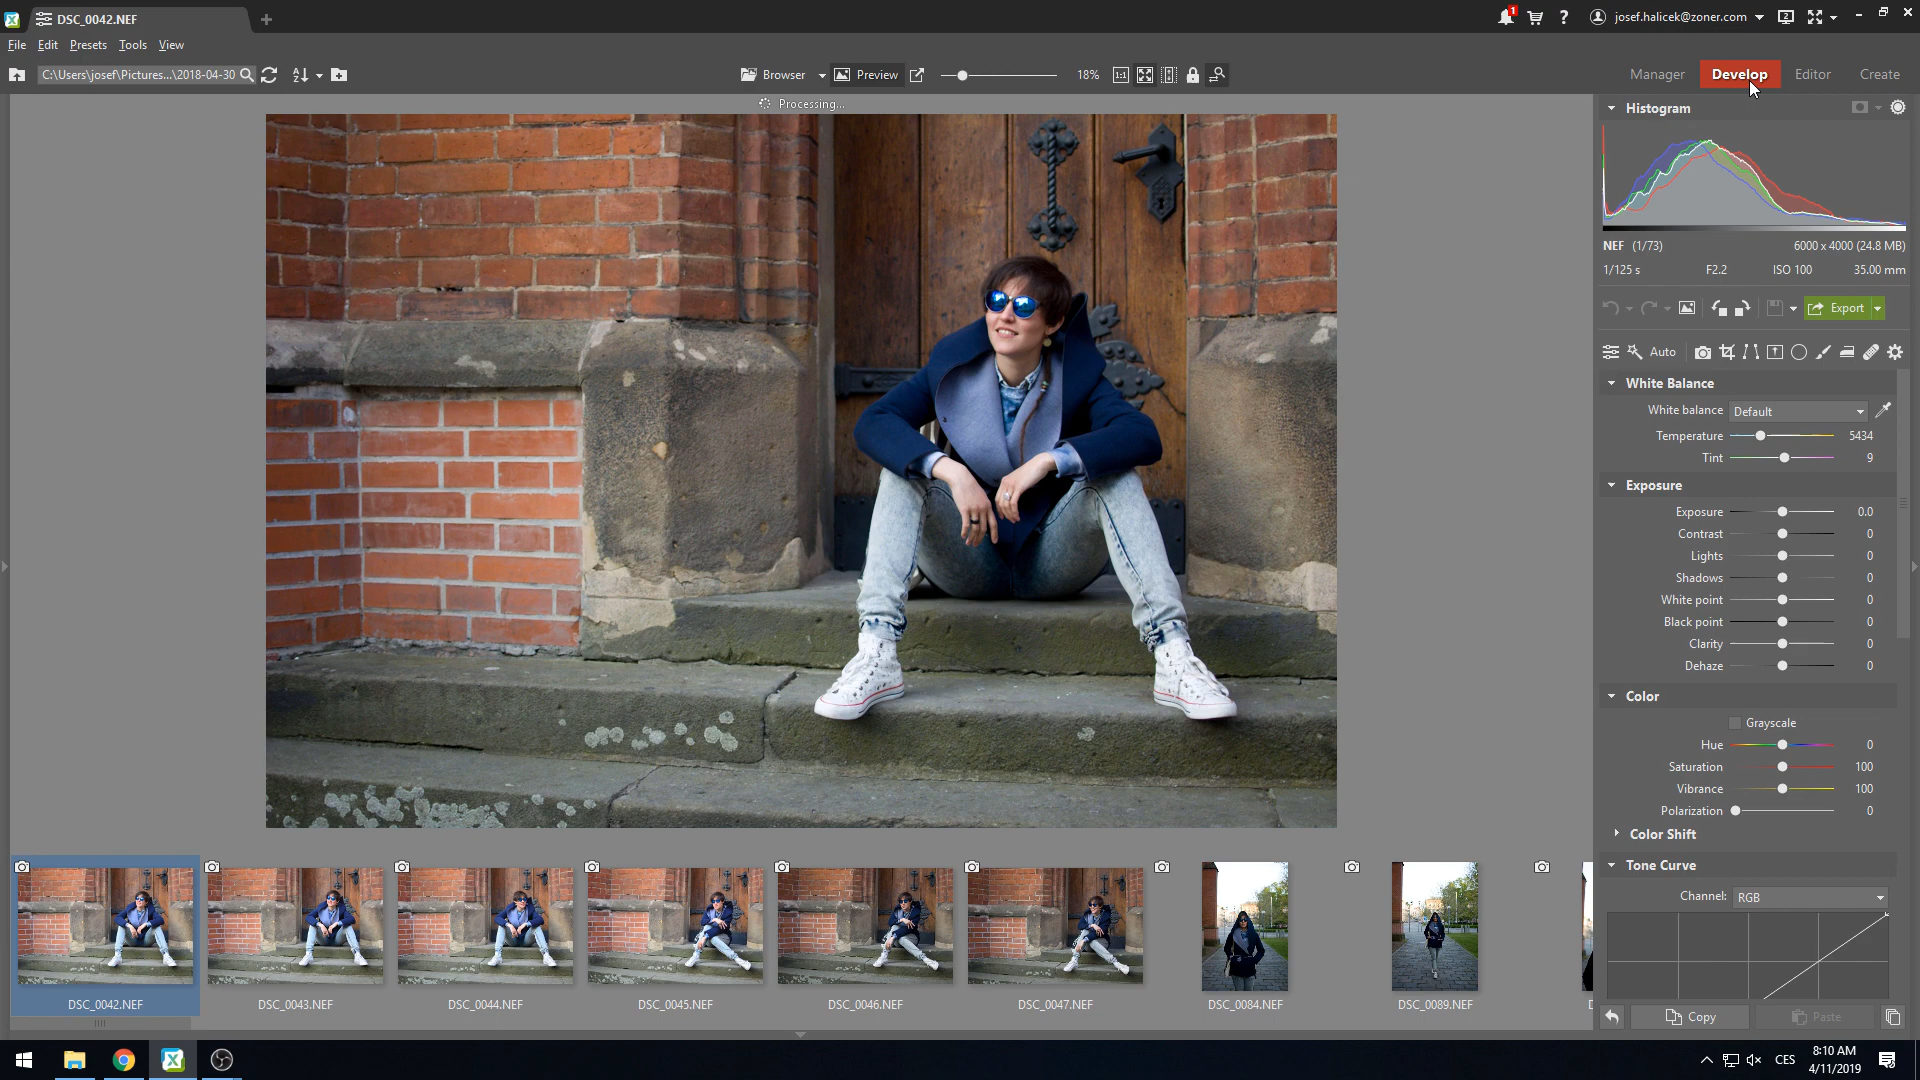 DSC_0042.NEF
1
josef.halicek@zoner.com
2
File Edit Presets Tools View
C:\Users\josef\Pictures...\2018-04-30
Browser
Preview
18%
1:1
Manager
Develop
Editor
Create
Processing...
Histogram
NEF (1/73) 6000 x 4000 (24.8 MB)
1/125 s F2.2 ISO 100 35.00 mm
Export
Auto
White Balance
White balance Default
Temperature 5434
Tint 9
Exposure
Exposure 0.0
Contrast 0
Lights 0
Shadows 0
White point 0
Black point 0
Clarity 0
Dehaze 0
Color
Grayscale
Hue 0
Saturation 100
Vibrance 100
Polarization 0
Color Shift
Tone Curve
Channel: RGB
Copy
Paste
DSC_0042.NEF
DSC_0043.NEF
DSC_0044.NEF
DSC_0045.NEF
DSC_0046.NEF
DSC_0047.NEF
DSC_0084.NEF
DSC_0089.NEF
CES
8:10 AM
4/11/2019